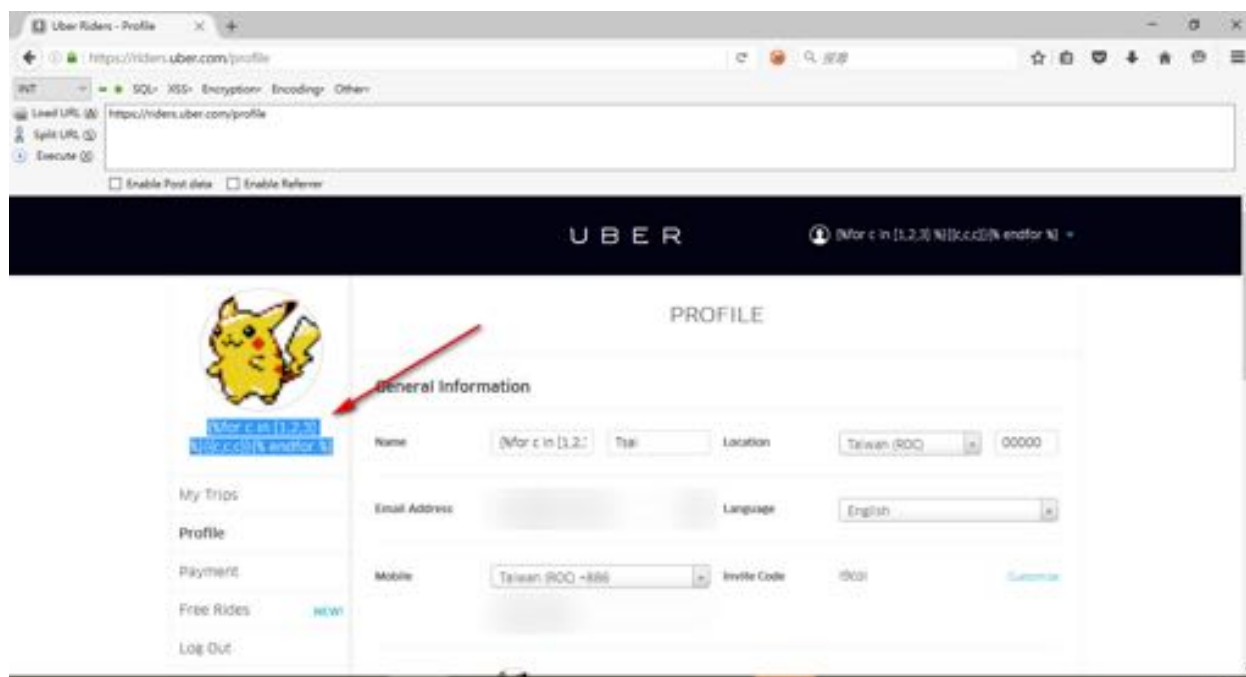 Uber Riders - Profile
https://riders.uber.com/profile
搜尋
INT
SQL- XSS- Encryption- Encoding- Other-
Load URL (A) https://riders.uber.com/profile
Split URL (S)
Execute (X)
Enable Post data Enable Referrer
UBER
{%for c in [1,2,3] %}{{c,c,c}}{% endfor %}
PROFILE
General Information
{%for c in [1,2,3]
%}{{c,c,c}}{% endfor %}
Name {%for c in [1,2,: Tsai Location Taiwan (ROC) 00000
My Trips
Email Address Language English
Profile
Payment
Mobile Taiwan (ROC) +886 Invite Code
Free Rides NEW!
Log Out